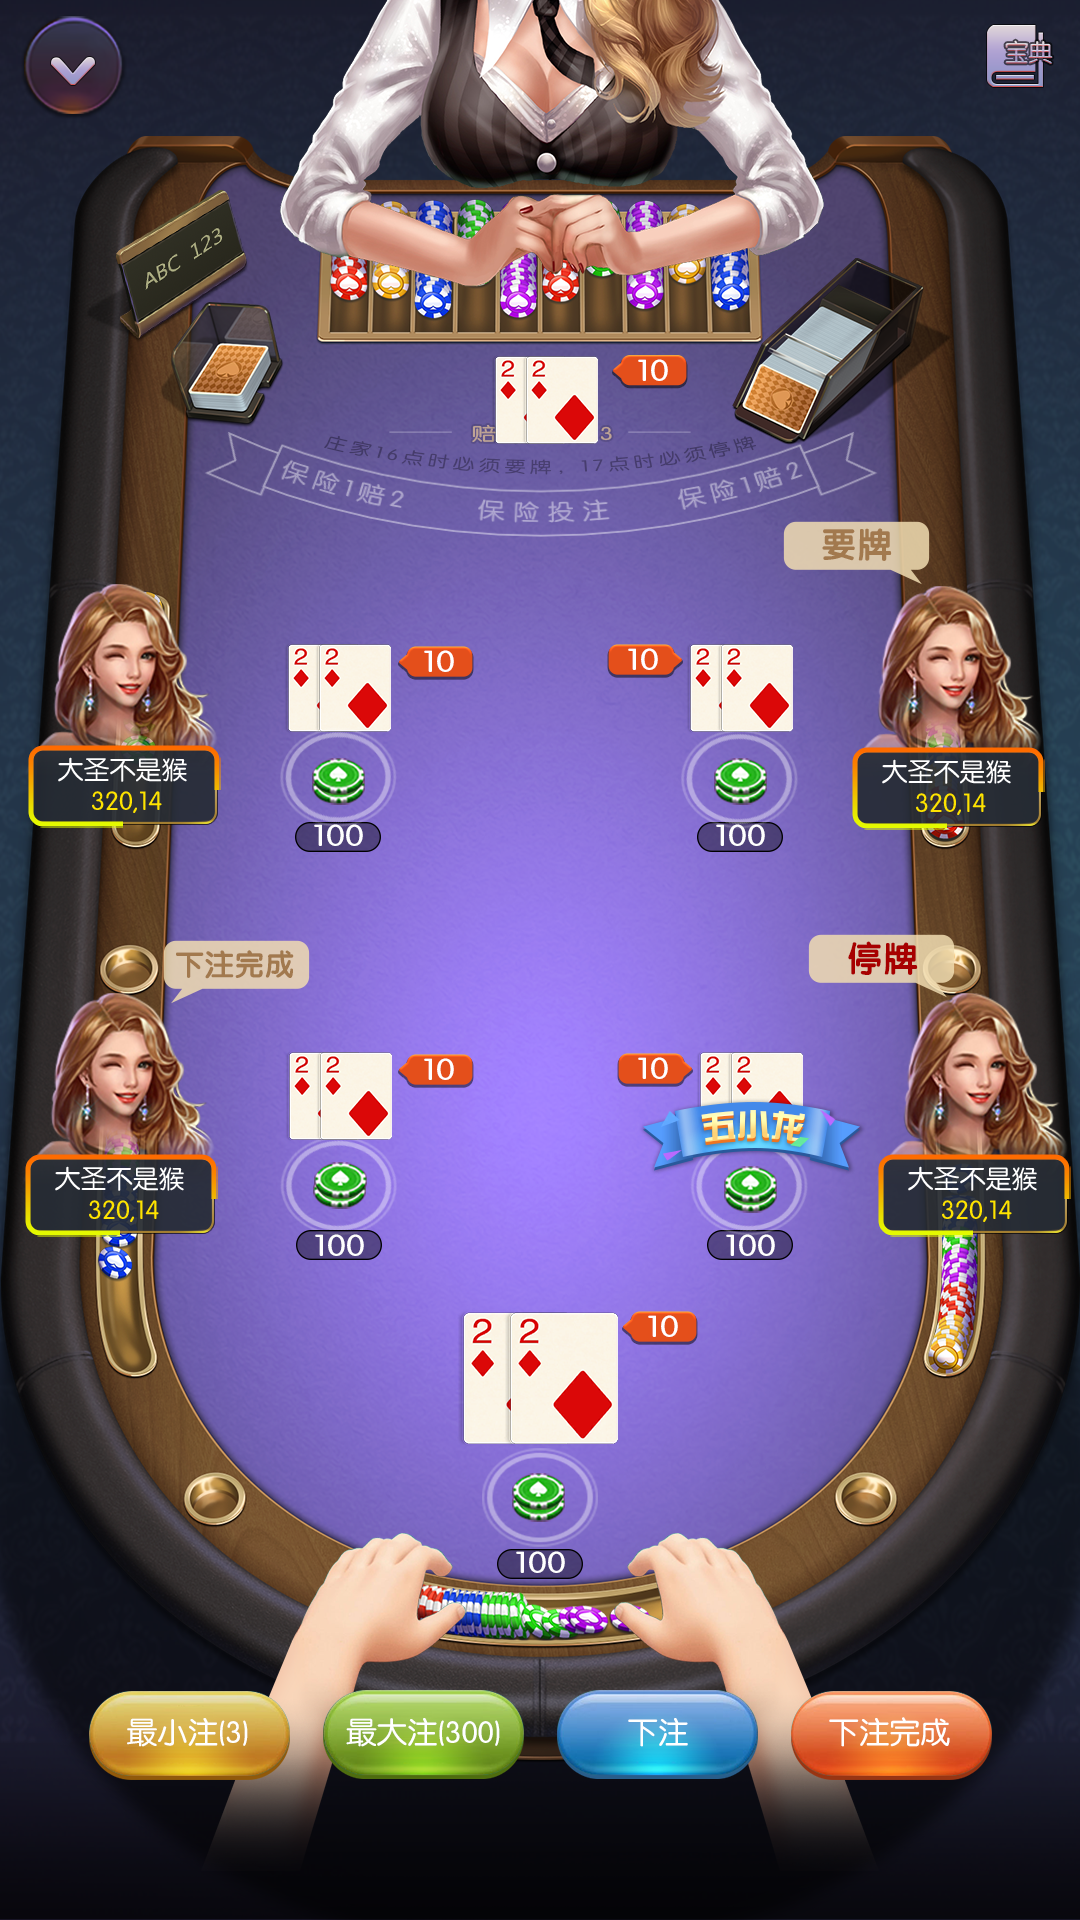 宝典
ABC 123
2 2
10
赔
3
庄家16点时必须要牌，17点时必须停牌
保险1赔2
保险投注
保险1赔2
要牌
2 2
10
10
2 2
大圣不是猴
320,14
大圣不是猴
320,14
100
100
下注完成
停牌
2 2
10
10
2 2
五小龙
大圣不是猴
320,14
大圣不是猴
320,14
100
100
2 2
10
100
最小注(3)
最大注(300)
下注
下注完成